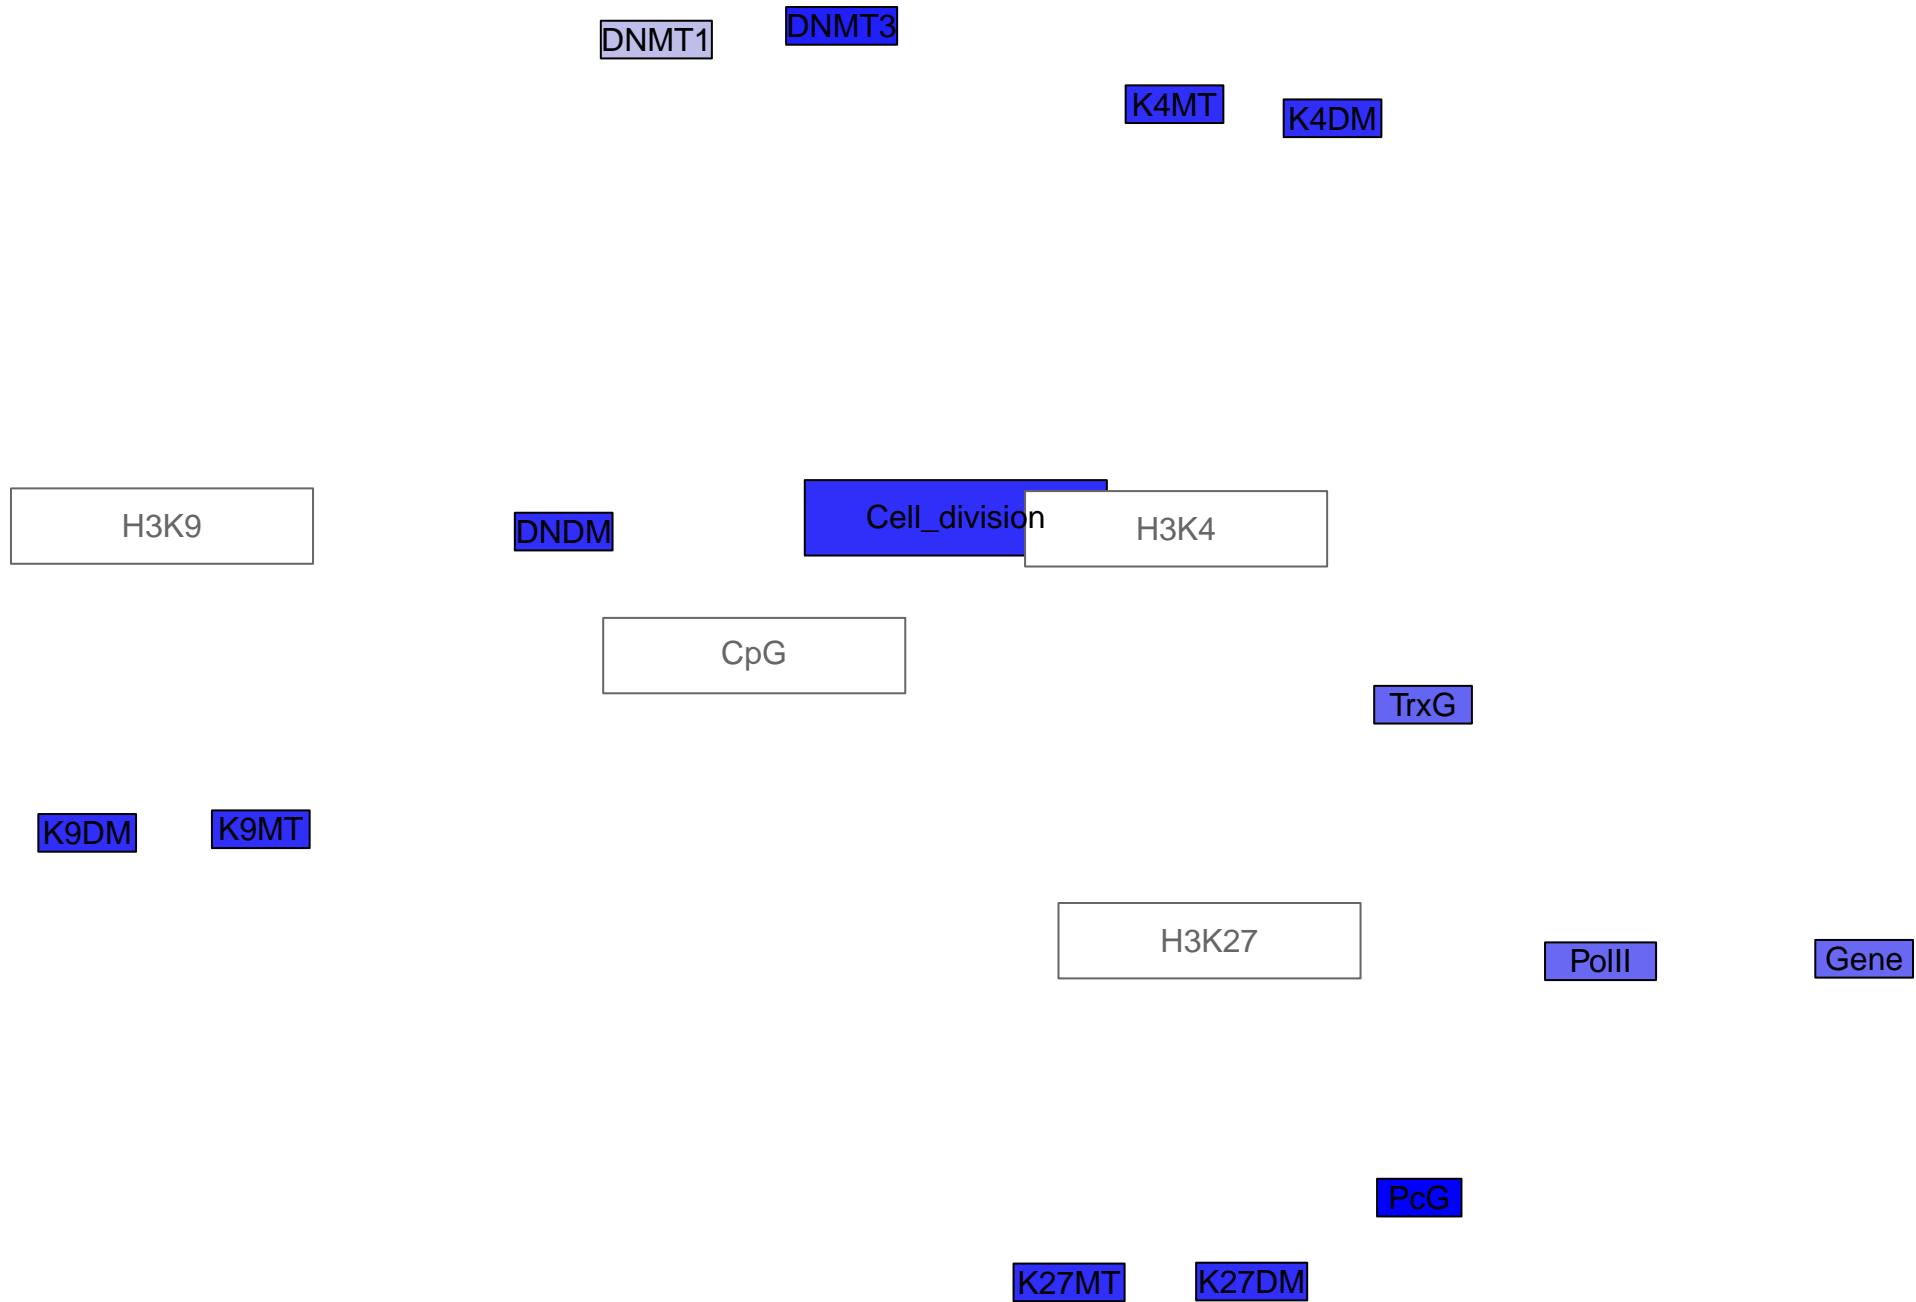 DNMT1
DNMT3
K4MT
K4DM
H3K9
DNDM
Cell_division
H3K4
CpG
TrxG
K9DM
K9MT
H3K27
PolII
Gene
PcG
K27MT
K27DM